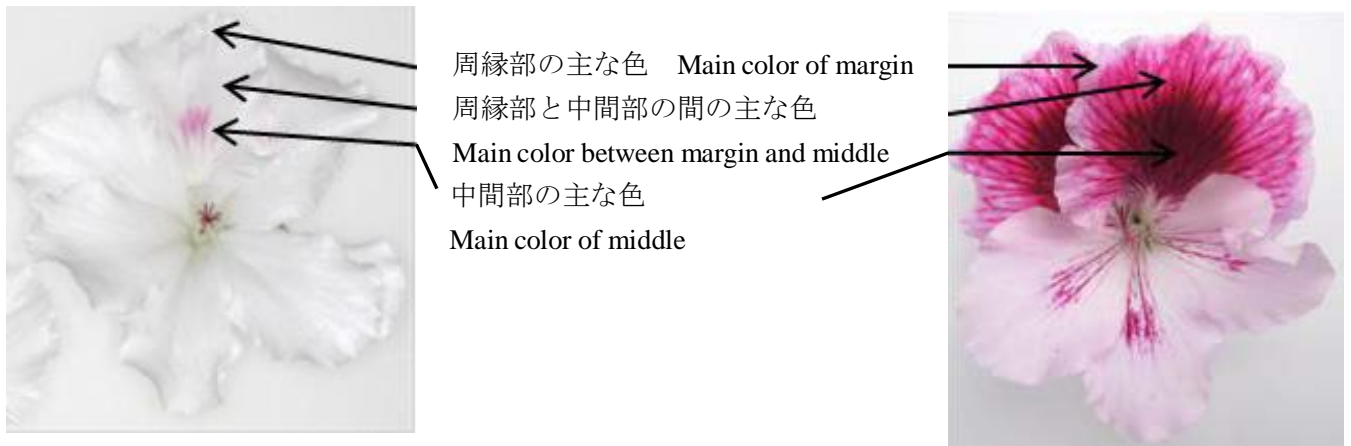 周縁部の主な色　Main color of margin
周縁部と中間部の間の主な色
Main color between margin and middle
中間部の主な色
Main color of middle